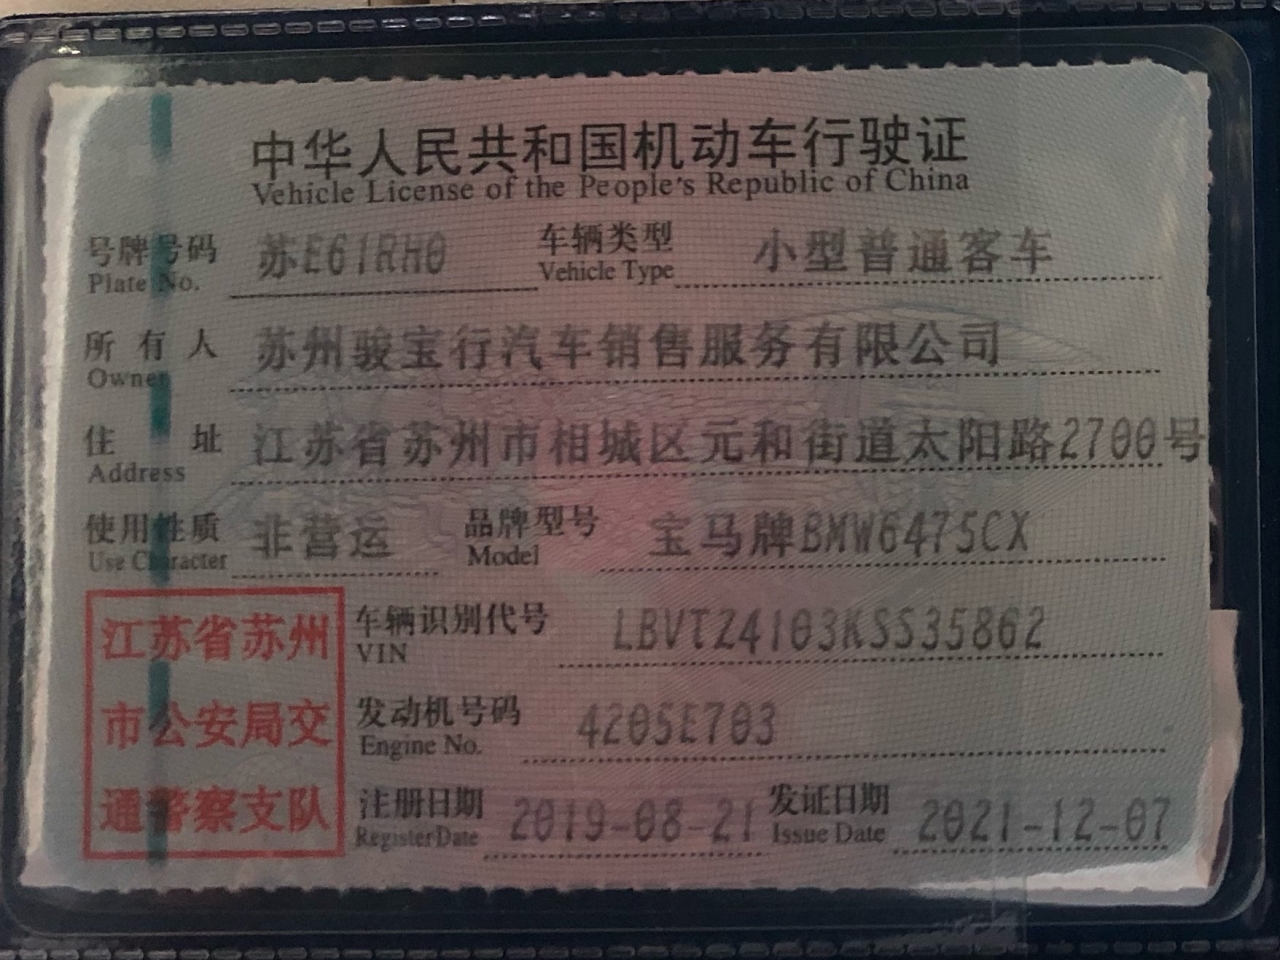 中华人民共和国机动车行驶证
Vehicle License of the People's Republic of China
号牌号码 苏E61RH0 车辆类型 小型普通客车
Plate No. Vehicle Type
所有人 苏州骏宝行汽车销售服务有限公司
Owner
住址 江苏省苏州市相城区元和街道太阳路2700号
Address
使用性质 非营运 品牌型号 宝马牌BMW6475CX
Use Character Model
江苏省苏州
市公安局交
通警察支队
车辆识别代号 LBVTZ4103KSS35862
VIN
发动机号码 4205E703
Engine No.
注册日期 2019-08-21 发证日期 2021-12-07
Register Date Issue Date